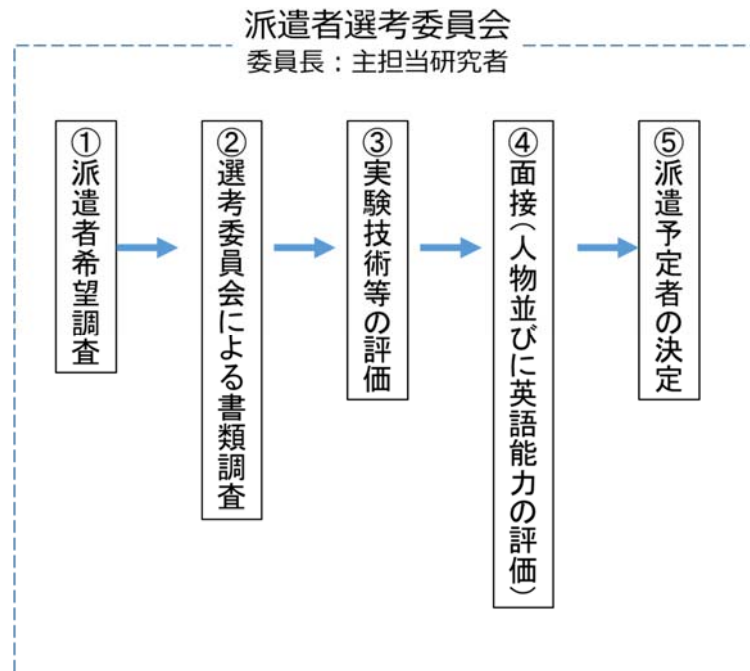 派遣者選考委員会
委員長：主担当研究者
①派遣者希望調査
②選考委員会による書類調査
③実験技術等の評価
④面接（人物並びに英語能力の評価）
⑤派遣予定者の決定